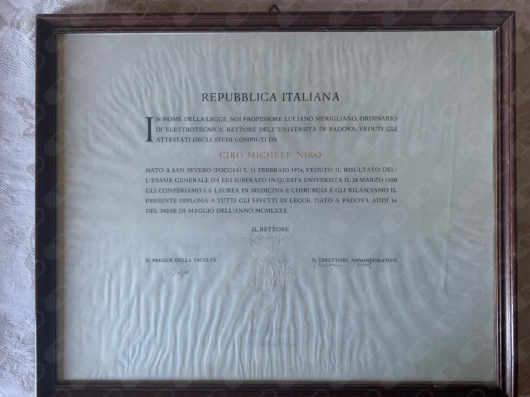 REPUBBLICA ITALIANA
IN NOME DELLA LEGGE, NOI PROFESSORE LUCIANO MERIGLIANO, ORDINARIO
DI ELETTROTECNICA, RETTORE DELL'UNIVERSITÀ DI PADOVA, VEDUTI GLI
ATTESTATI DEGLI STUDI COMPIUTI DA
CIRO MICHELE NIRO
NATO A SAN SEVERO (FOGGIA) L'11 FEBBRAIO 1954, VEDUTO IL RISULTATO DEL-
L'ESAME GENERALE DA LUI SUPERATO IN QUESTA UNIVERSITÀ IL 28 MARZO 1980
GLI CONFERIAMO LA LAUREA IN MEDICINA E CHIRURGIA E GLI RILASCIAMO IL
PRESENTE DIPLOMA A TUTTI GLI EFFETTI DI LEGGE. DATO A PADOVA ADDÌ 16
DEL MESE DI MAGGIO DELL'ANNO MCMLXXX.
IL RETTORE
IL PRESIDE DELLA FACOLTÀ
IL DIRETTORE AMMINISTRATIVO